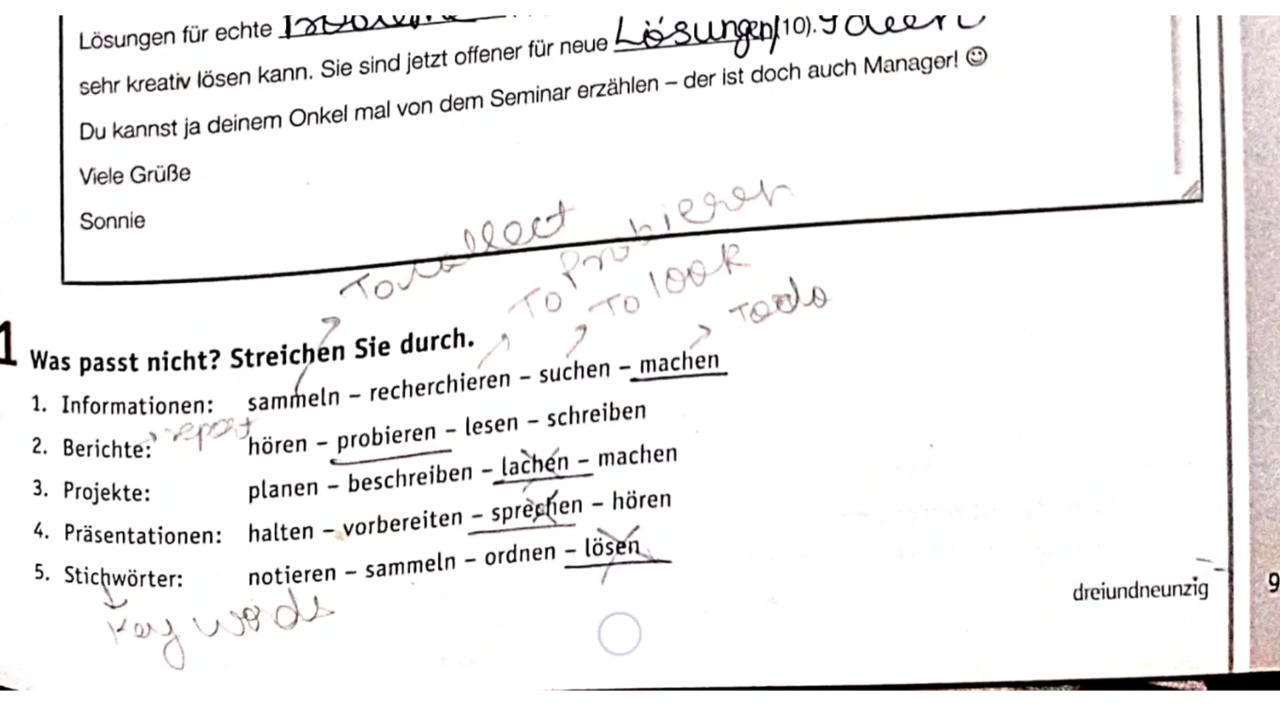 Lösungen für echte
sehr kreativ lösen kann. Sie sind jetzt offener für neue Lösungen (10). Ideen
Du kannst ja deinem Onkel mal von dem Seminar erzählen – der ist doch auch Manager! ☺
Viele Grüße
Sonnie
To collect
To Probieren
To look
To do
1 Was passt nicht? Streichen Sie durch.
1. Informationen: sammeln – recherchieren – suchen – machen
2. Berichte: report hören – probieren – lesen – schreiben
3. Projekte: planen – beschreiben – lachen – machen
4. Präsentationen: halten – vorbereiten – sprechen – hören
5. Stichwörter: notieren – sammeln – ordnen – lösen
Key words
dreiundneunzig
9